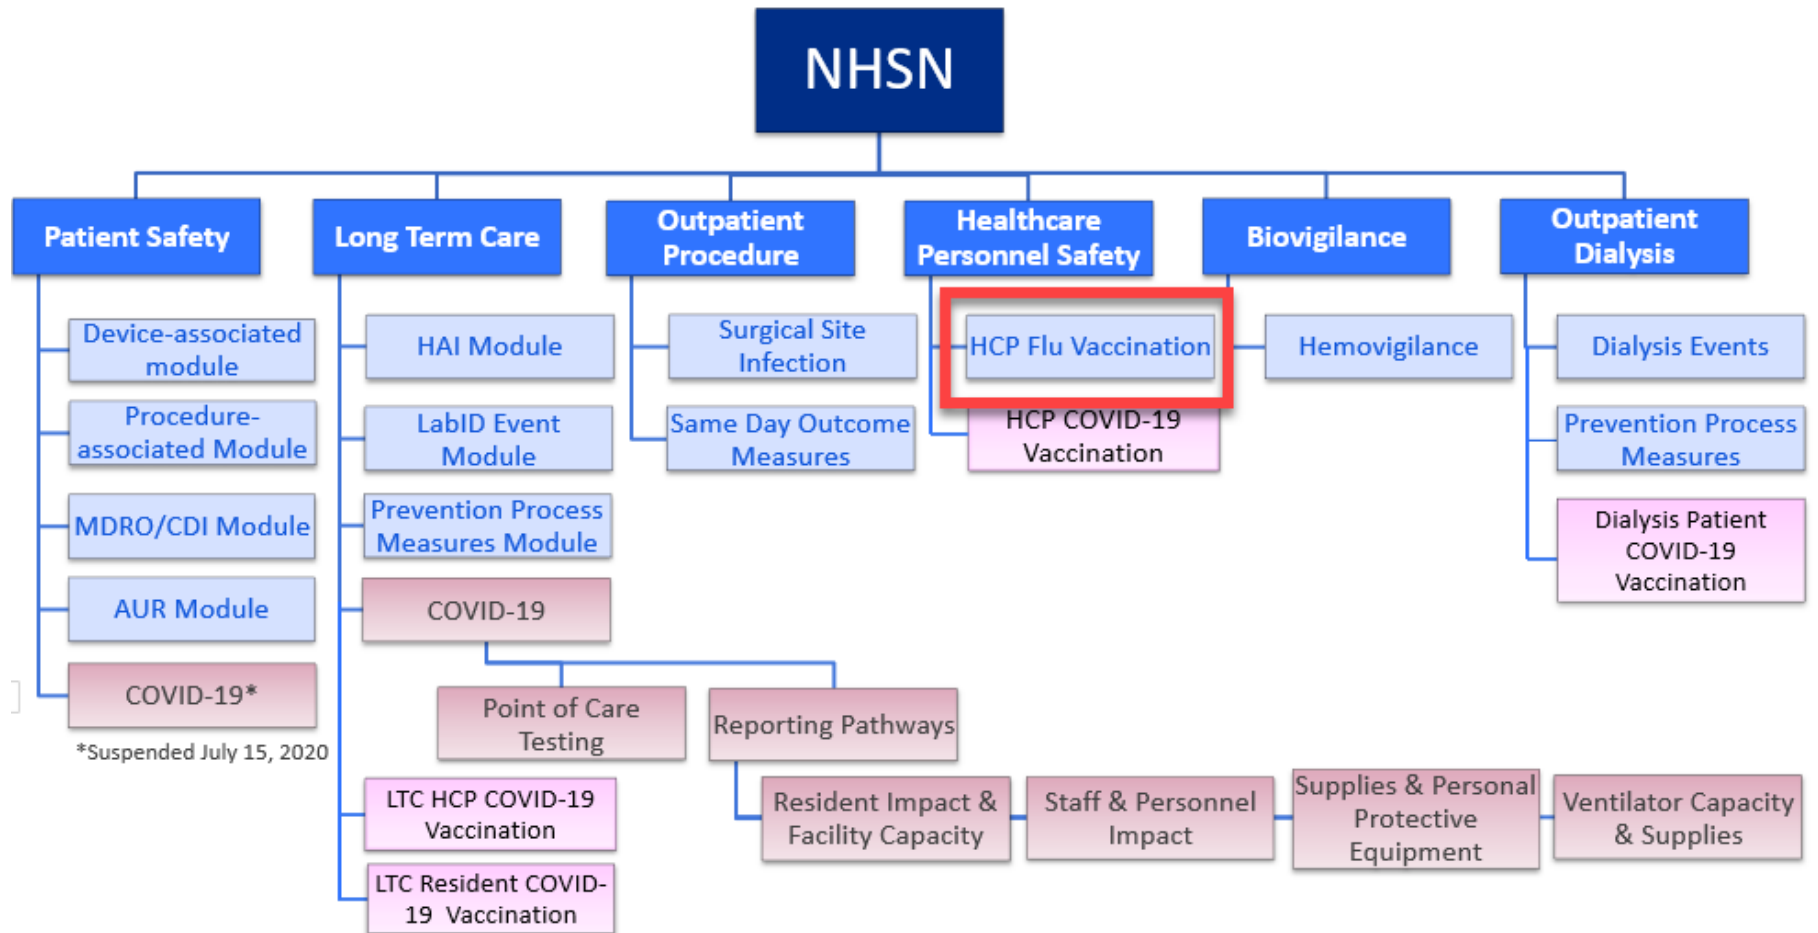 NHSN
Patient Safety
Long Term Care
Outpatient
Procedure
Healthcare
Personnel Safety
Biovigilance
Outpatient
Dialysis
Device-associated
module
Procedure-
associated Module
MDRO/CDI Module
AUR Module
COVID-19*
*Suspended July 15, 2020
HAI Module
LabID Event
Module
Prevention Process
Measures Module
COVID-19
Point of Care
Testing
Reporting Pathways
Resident Impact &
Facility Capacity
Staff & Personnel
Impact
Supplies & Personal
Protective
Equipment
Ventilator Capacity
& Supplies
LTC HCP COVID-19
Vaccination
LTC Resident COVID-
19 Vaccination
Surgical Site
Infection
Same Day Outcome
Measures
HCP Flu Vaccination
HCP COVID-19
Vaccination
Hemovigilance
Dialysis Events
Prevention Process
Measures
Dialysis Patient
COVID-19
Vaccination